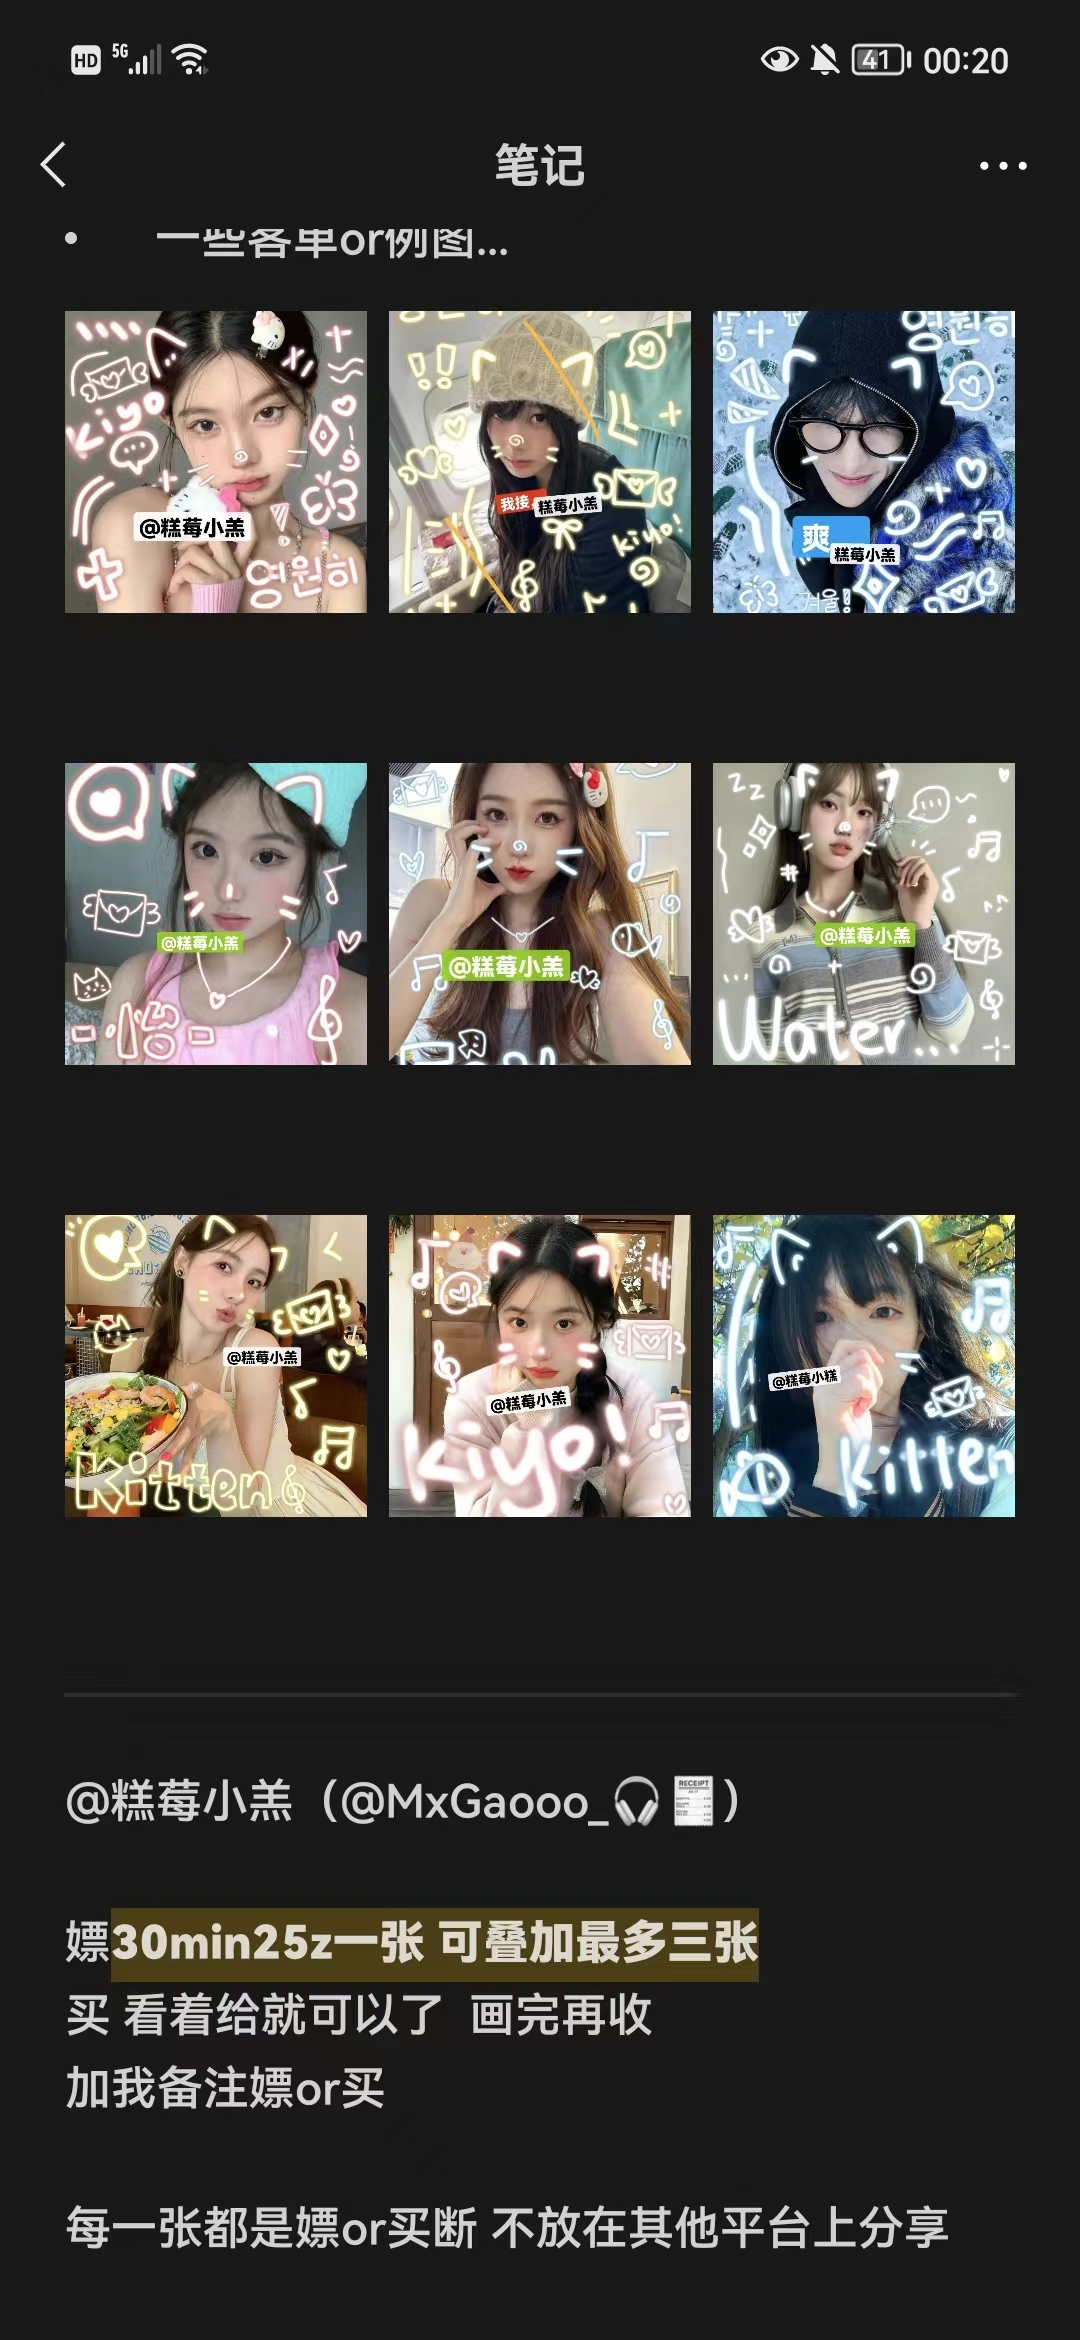 HD 5G 41 00:20
笔记
• 一些客单or例图...
Kiyo
@糕莓小羔
영원히
我接
糕莓小羔
kiyo!
영원히
爽
糕莓小羔
겨울!
@糕莓小羔
怡
@糕莓小羔
zz
#
@糕莓小羔
Water...
@糕莓小羔
Kitten
#
@糕莓小羔
Kiyo!
@糕莓小糕
Kitten
@糕莓小羔（@MxGaooo_🎧🧾）
嫖30min25z一张 可叠加最多三张
买 看着给就可以了 画完再收
加我备注嫖or买
每一张都是嫖or买断 不放在其他平台上分享